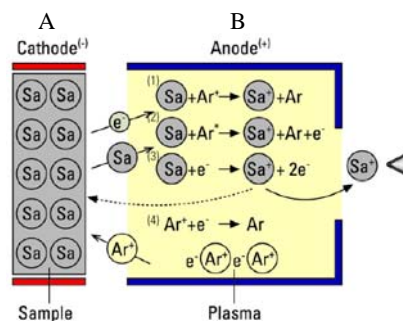 A B
Cathode(-) Anode(+)
(1) Sa+Ar+ → Sa+ +Ar
(2) Sa+Ar* → Sa+ +Ar+e-
(3) Sa+e- → Sa+ + 2e-
(4) Ar+ +e- → Ar
Sa Sa
Sa Sa
Sa Sa
Sa Sa
Sa Sa
e-
Sa
Ar+
e- Ar+ e- Ar+
Sa+
Sample Plasma